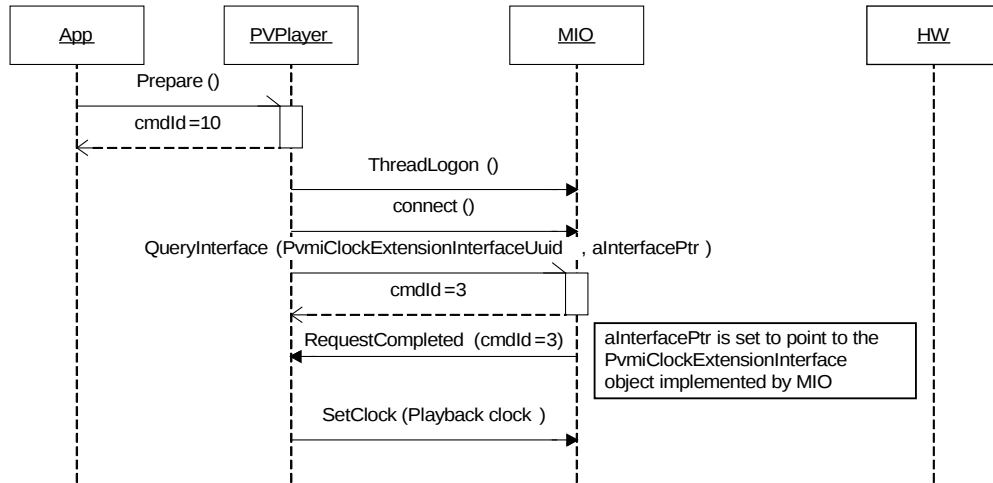 App PVPlayer MIO HW
Prepare ()
cmdId =10
ThreadLogon ()
connect ()
QueryInterface (PvmiClockExtensionInterfaceUuid , aInterfacePtr )
cmdId =3
RequestCompleted (cmdId =3)
aInterfacePtr is set to point to the
PvmiClockExtensionInterface
object implemented by MIO
SetClock (Playback clock )